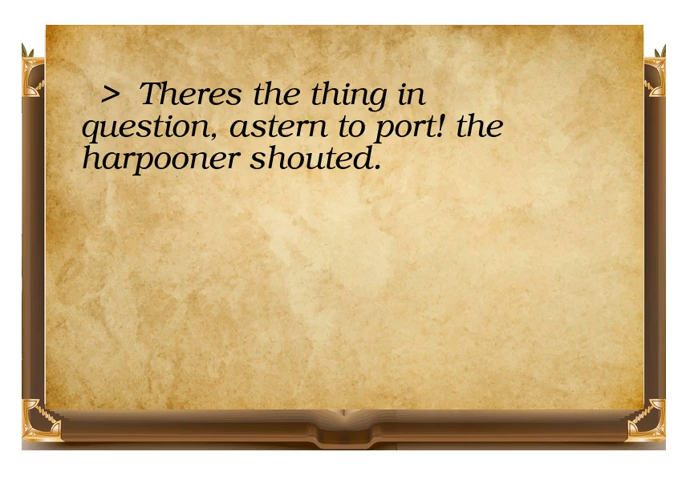 > Theres the thing in
question, astern to port! the
harpooner shouted.